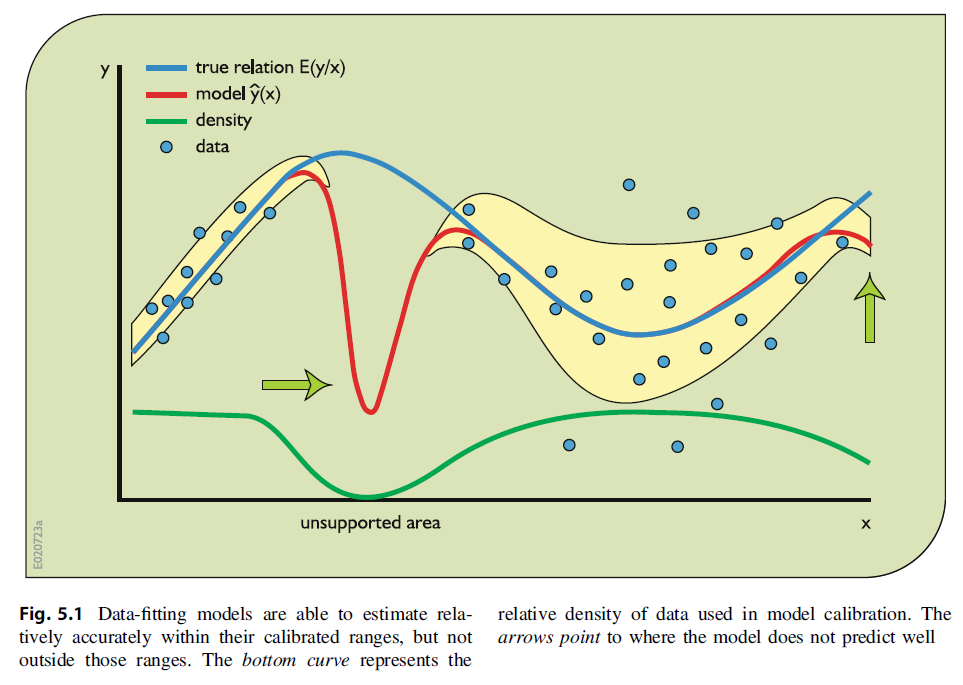 y
true relation E(y/x)
model ŷ(x)
density
data
unsupported area
x
E020723a
Fig. 5.1 Data-fitting models are able to estimate rela-
tively accurately within their calibrated ranges, but not
outside those ranges. The bottom curve represents the
relative density of data used in model calibration. The
arrows point to where the model does not predict well